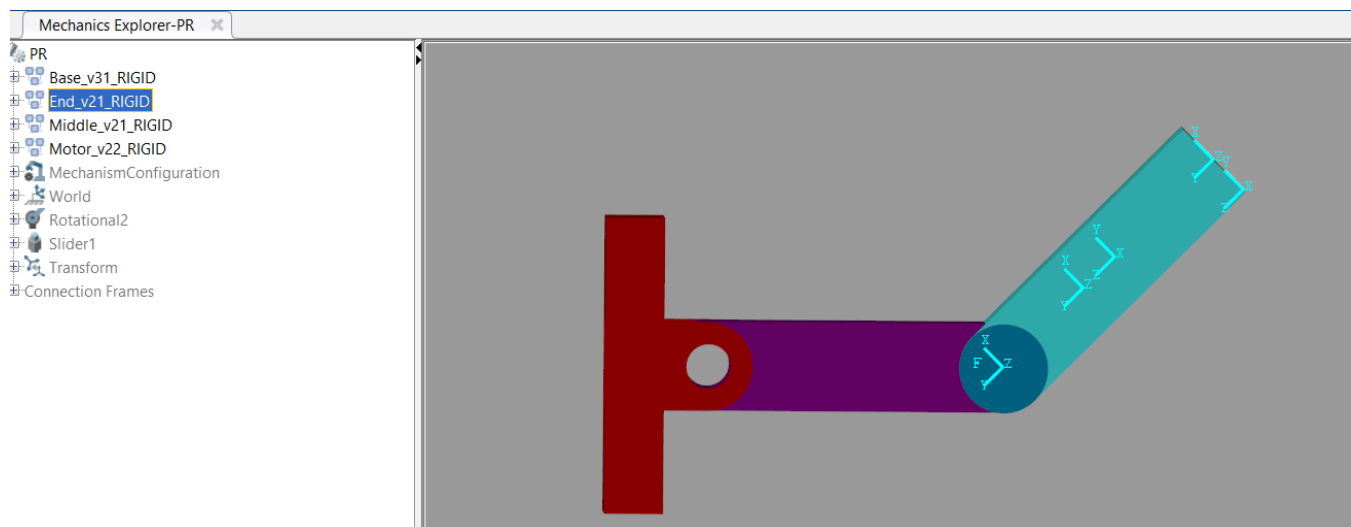 Mechanics Explorer-PR
PR
Base_v31_RIGID
End_v21_RIGID
Middle_v21_RIGID
Motor_v22_RIGID
MechanismConfiguration
World
Rotational2
Slider1
Transform
Connection Frames
X
Z
Y
Y
X
Z
Y
X
Z
X
Z
Y
X
F
Z
Y